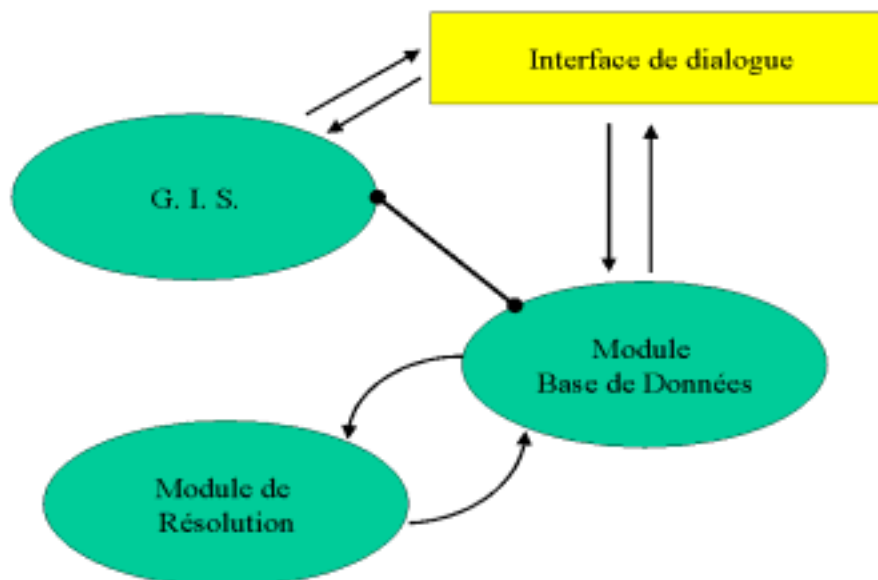 Interface de dialogue
G. I. S.
Module
Base de Données
Module de
Résolution